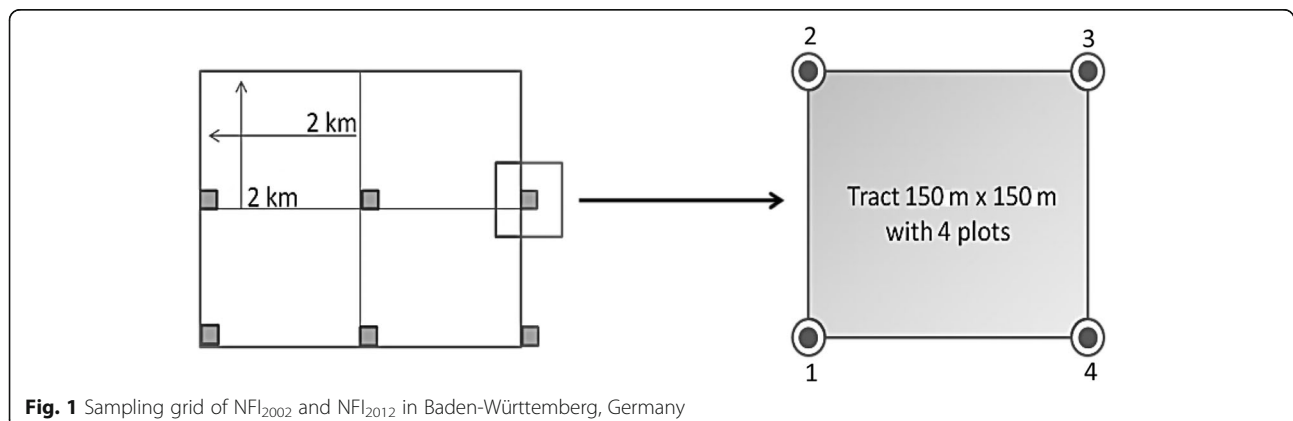 2 km
2 km
2
3
Tract 150 m x 150 m
with 4 plots
1
4
Fig. 1 Sampling grid of NFI2002 and NFI2012 in Baden-Württemberg, Germany